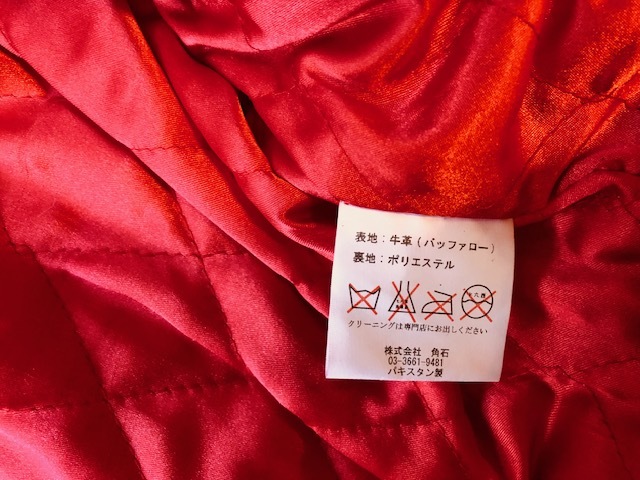 表地：牛革（バッファロー）
裏地：ポリエステル
クリーニングは専門店にお出しください
株式会社　角石
03-3661-9481
パキスタン製